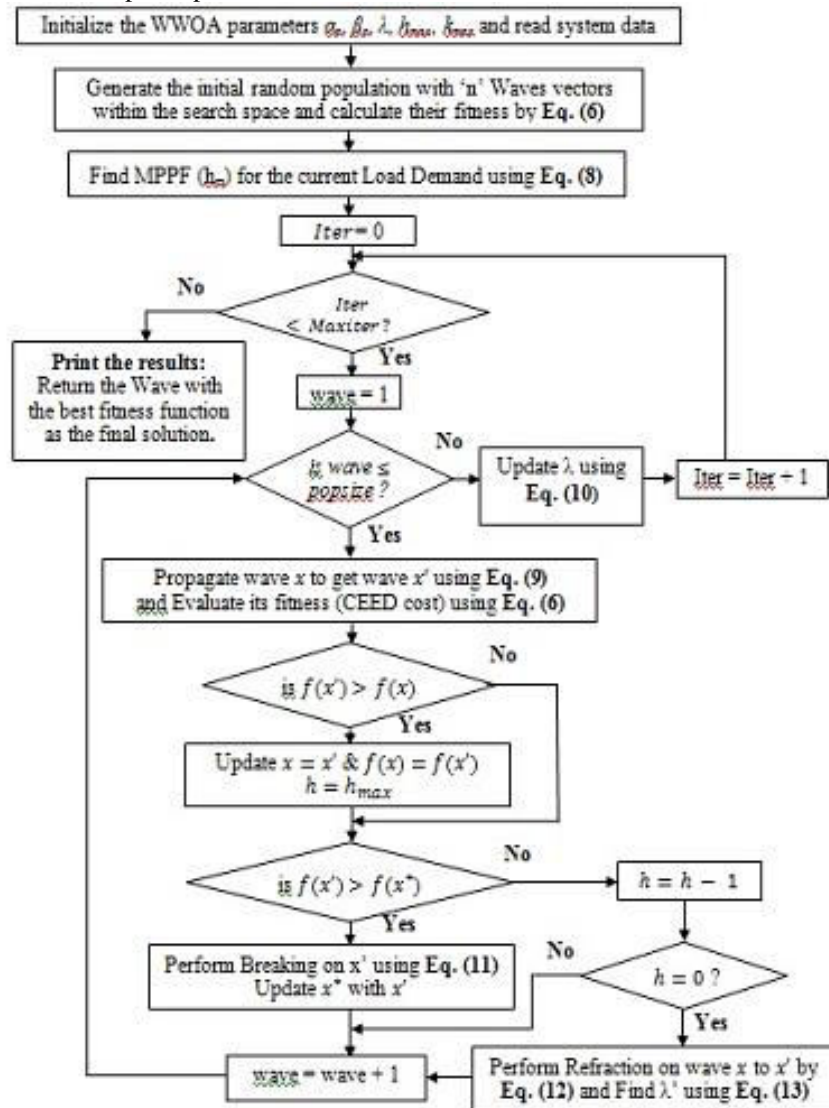 Initialize the WWOA parameters αₑ, βₑ, λ, hₘₐₓ, kₘₐₓ and read system data
Generate the initial random population with ‘n’ Waves vectors
within the search space and calculate their fitness by Eq. (6)
Find MPPF (hₘ) for the current Load Demand using Eq. (8)
Iter = 0
No
Iter
< Maxiter ?
Yes
Print the results:
Return the Wave with
the best fitness function
as the final solution.
wave = 1
is wave ≤
popsize ?
No
Update λ using
Eq. (10)
Iter = Iter + 1
Yes
Propagate wave x to get wave x' using Eq. (9)
and Evaluate its fitness (CEED cost) using Eq. (6)
No
is f(x') > f(x)
Yes
Update x = x' & f(x) = f(x')
h = hₘₐₓ
No
is f(x') > f(x*)
h = h − 1
Yes
Perform Breaking on x’ using Eq. (11)
Update x* with x'
No
h = 0 ?
Yes
wave = wave + 1
Perform Refraction on wave x to x' by
Eq. (12) and Find λ' using Eq. (13)